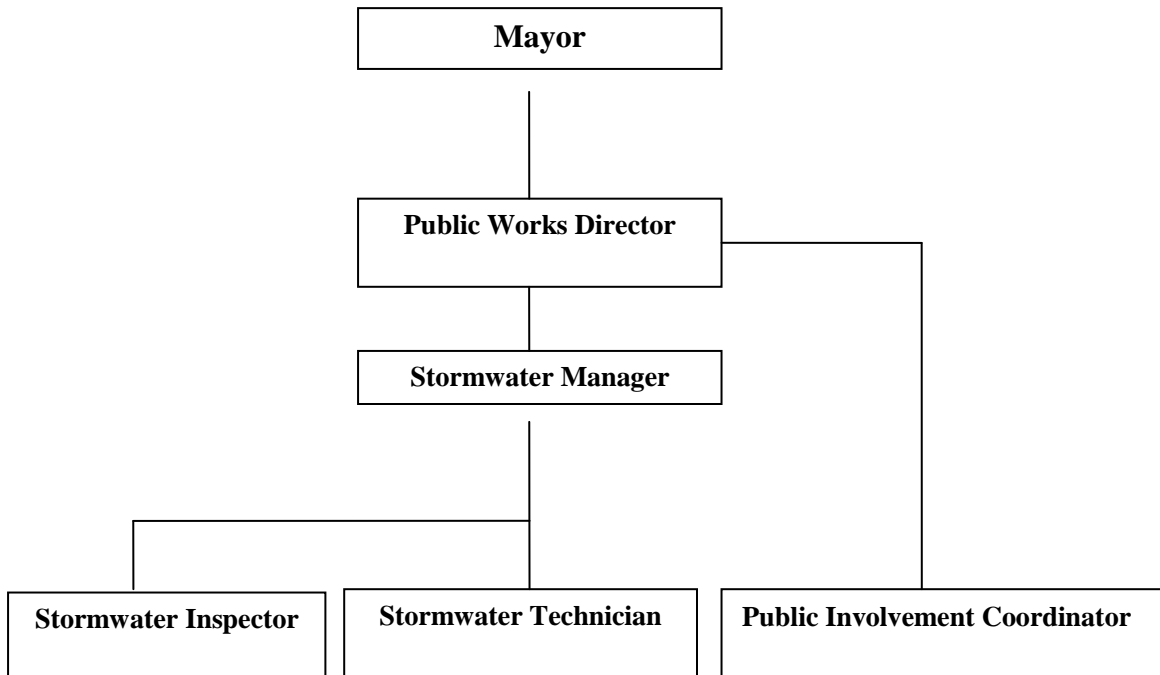 Mayor
Public Works Director
Stormwater Manager
Stormwater Inspector
Stormwater Technician
Public Involvement Coordinator